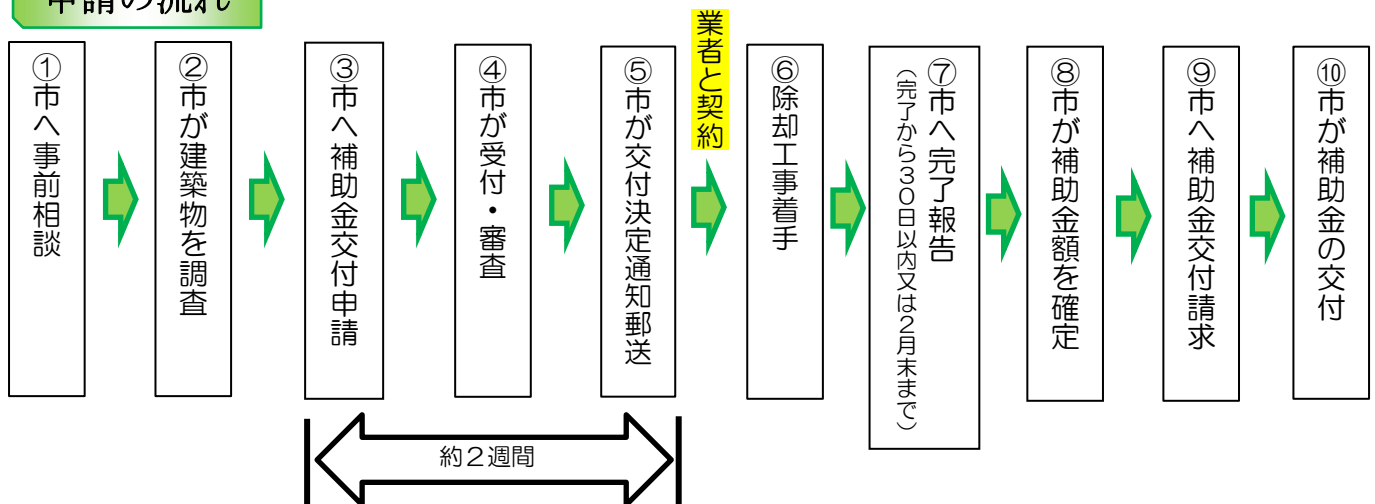 申請の流れ
①市へ事前相談
②市が建築物を調査
③市へ補助金交付申請
④市が受付・審査
⑤市が交付決定通知郵送
業者と契約
⑥除却工事着手
⑦市へ完了報告
（完了から３０日以内又は２月末まで）
⑧市が補助金額を確定
⑨市へ補助金交付請求
⑩市が補助金の交付
約２週間